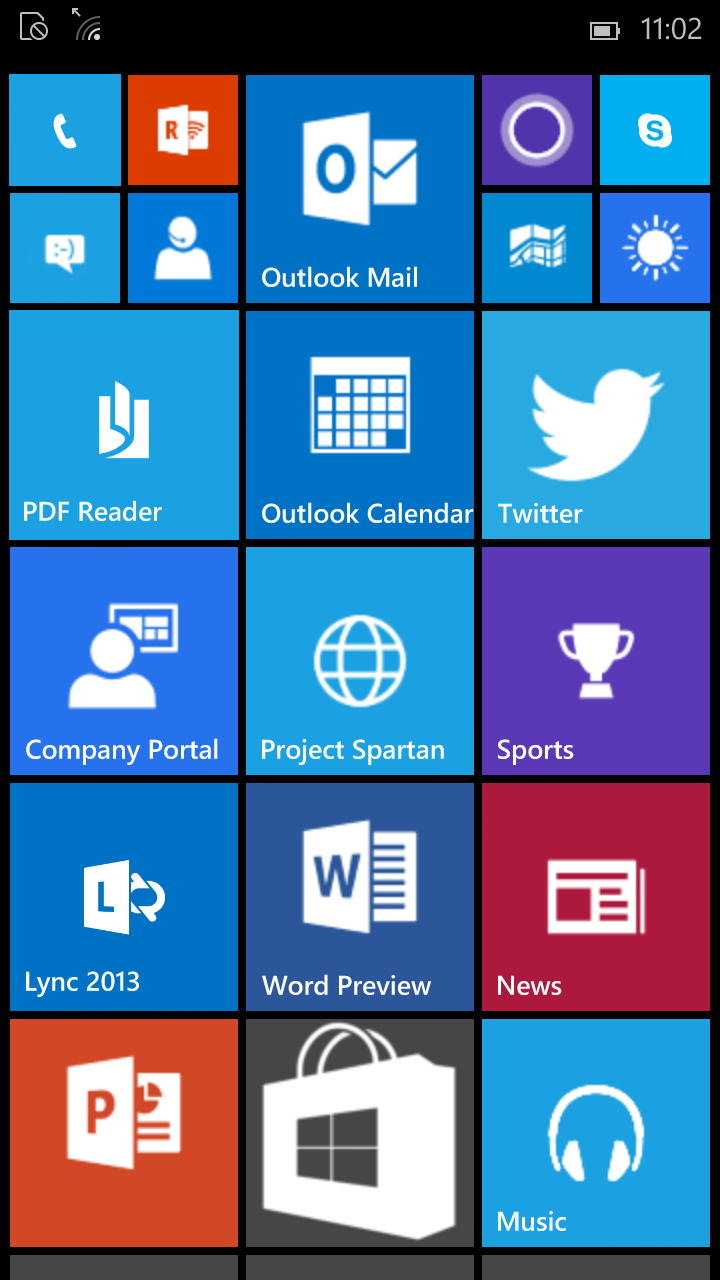 11:02
R
S
:-)
O
Outlook Mail
PDF Reader
Outlook Calendar
Twitter
Company Portal
Project Spartan
Sports
L
W
Lync 2013
Word Preview
News
P
Music